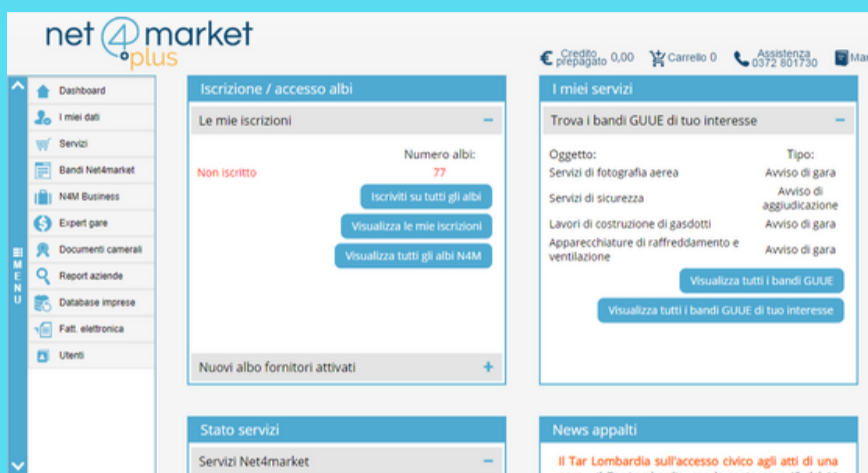 net4market
plus
Credito prepagato 0,00
Carrello 0
Assistenza 0372 801730
MENU
Dashboard
I miei dati
Servizi
Bandi Net4market
N4M Business
Expert gare
Documenti camerali
Report aziende
Database imprese
Fatt. elettronica
Utenti
Iscrizione / accesso albi
Le mie iscrizioni
Numero albi:
Non iscritto 77
Iscriviti su tutti gli albi
Visualizza le mie iscrizioni
Visualizza tutti gli albi N4M
Nuovi albo fornitori attivati
I miei servizi
Trova i bandi GUUE di tuo interesse
Oggetto: Tipo:
Servizi di fotografia aerea Avviso di gara
Servizi di sicurezza Avviso di aggiudicazione
Lavori di costruzione di gasdotti Avviso di gara
Apparecchiature di raffreddamento e ventilazione Avviso di gara
Visualizza tutti i bandi GUUE
Visualizza tutti i bandi GUUE di tuo interesse
Stato servizi
Servizi Net4market
News appalti
Il Tar Lombardia sull'accesso civico agli atti di una